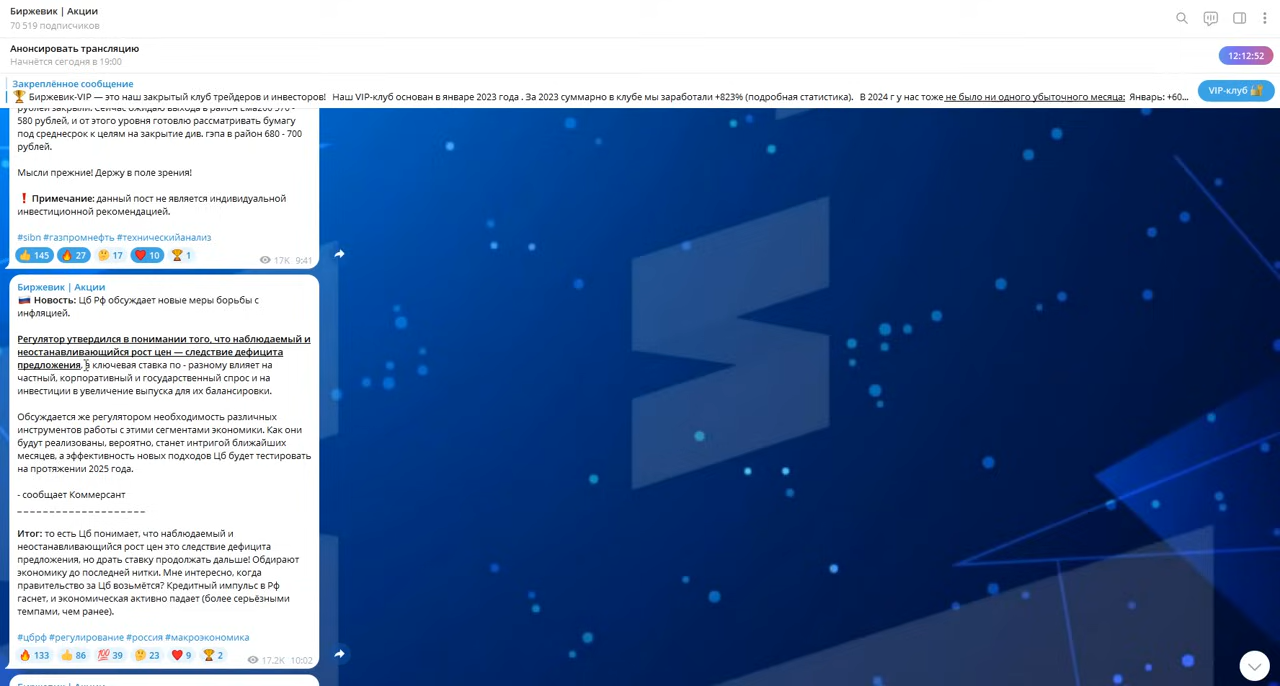 Биржевик | Акции
70 519 подписчиков
Анонсировать трансляцию
Начнётся сегодня в 19:00
12:12:52
Закреплённое сообщение
🏆 Биржевик-VIP — это наш закрытый клуб трейдеров и инвесторов! Наш VIP-клуб основан в январе 2023 года . За 2023 суммарно в клубе мы заработали +823% (подробная статистика). В 2024 г у нас тоже не было ни одного убыточного месяца: Январь: +60...
VIP-клуб 🔐
580 рублей, и от этого уровня готовлю рассматривать бумагу
под среднесрок к целям на закрытие див. гэпа в район 680 - 700
рублей.
Мысли прежние! Держу в поле зрения!
❗ Примечание: данный пост не является индивидуальной
инвестиционной рекомендацией.
#sibn #газпромнефть #техническийанализ
👍 145 🔥 27 🤔 17 ❤ 10 🏆 1
17K 9:41
Биржевик | Акции
🇷🇺 Новость: Цб Рф обсуждает новые меры борьбы с
инфляцией.
Регулятор утвердился в понимании того, что наблюдаемый и
неостанавливающийся рост цен — следствие дефицита
предложения, а ключевая ставка по - разному влияет на
частный, корпоративный и государственный спрос и на
инвестиции в увеличение выпуска для их балансировки.
Обсуждается же регулятором необходимость различных
инструментов работы с этими сегментами экономики. Как они
будут реализованы, вероятно, станет интригой ближайших
месяцев, а эффективность новых подходов Цб будет тестировать
на протяжении 2025 года.
- сообщает Коммерсант
_ _ _ _ _ _ _ _ _ _ _ _ _ _ _ _ _ _ _ _
Итог: то есть Цб понимает, что наблюдаемый и
неостанавливающийся рост цен это следствие дефицита
предложения, но драть ставку продолжать дальше! Обдирают
экономику до последней нитки. Мне интересно, когда
правительство за Цб возьмётся? Кредитный импульс в Рф
гаснет, и экономическая активно падает (более серьёзными
темпами, чем ранее).
#цбрф #регулирование #россия #макроэкономика
🔥 133 👍 86 💯 39 🤔 23 ❤ 9 🏆 2
17.2K 10:02